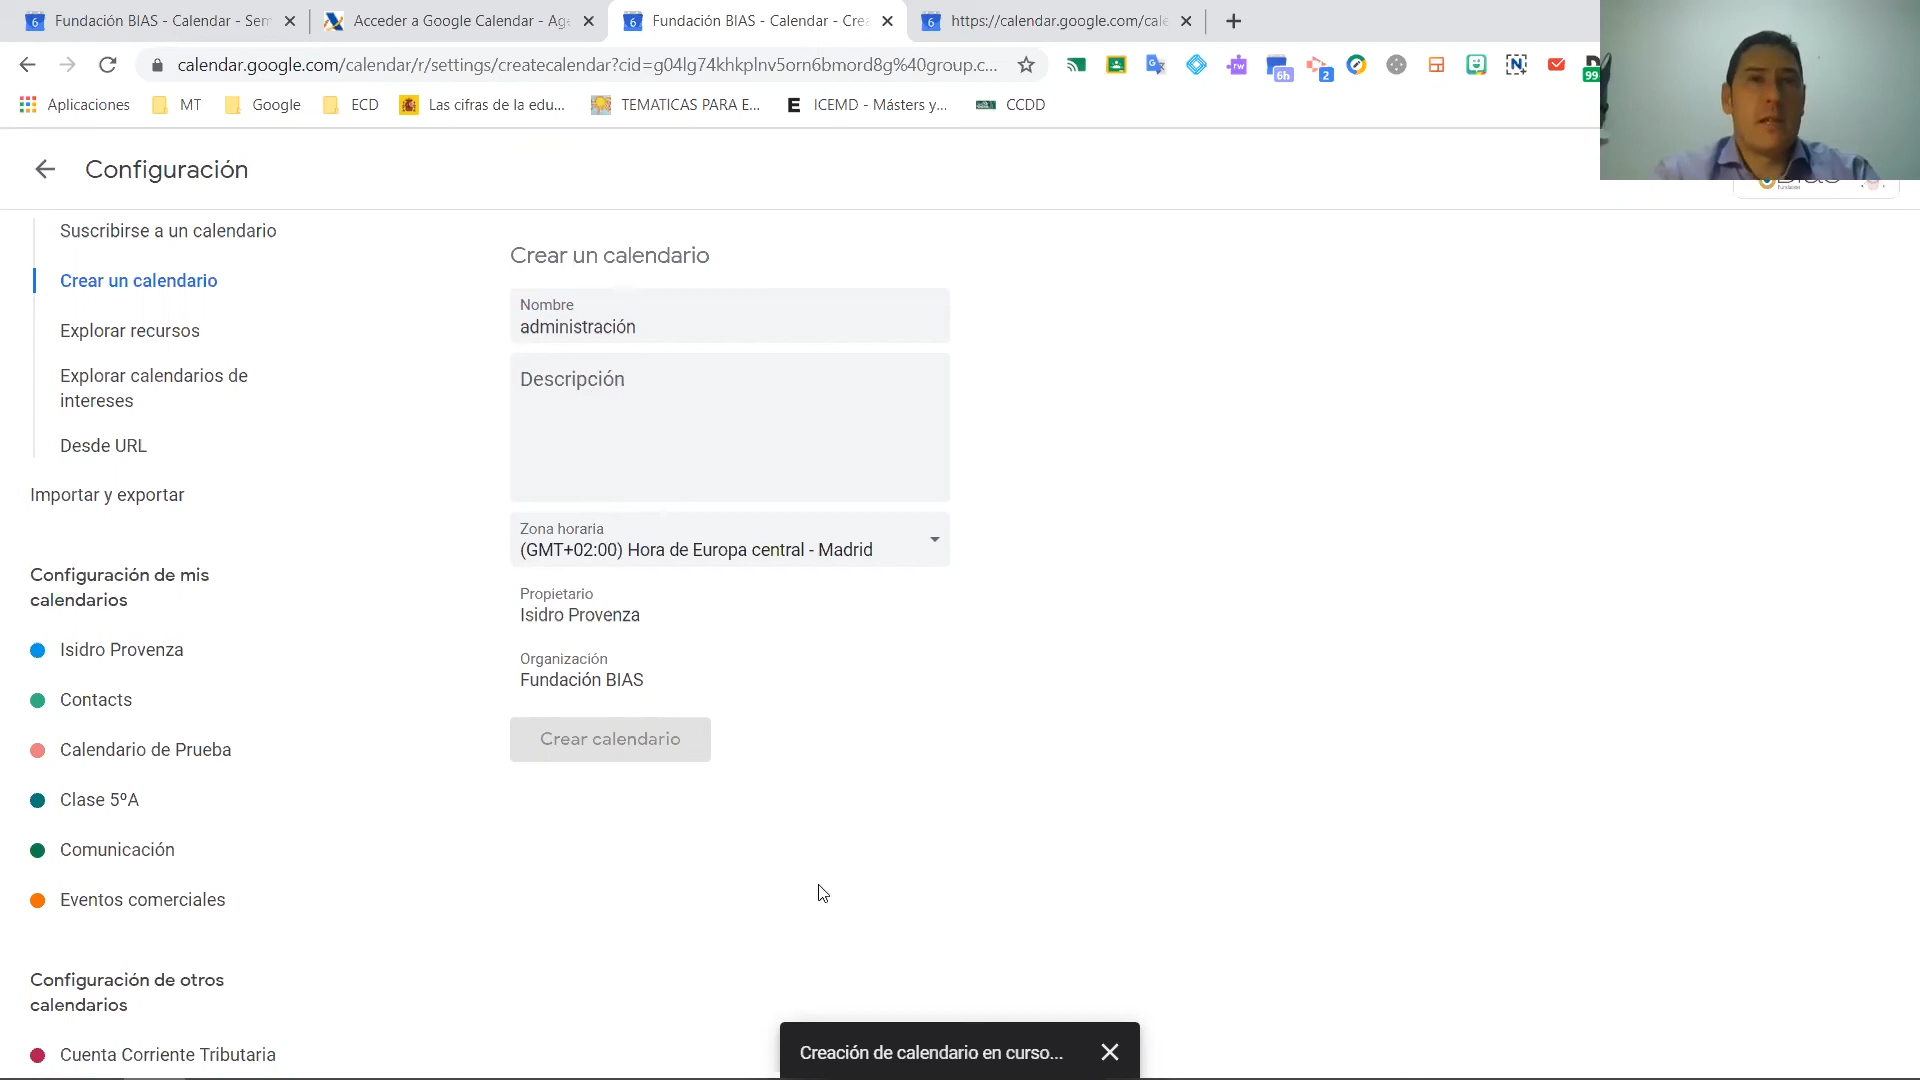 Fundación BIAS - Calendar - Sem
Acceder a Google Calendar - Age
Fundación BIAS - Calendar - Crea
https://calendar.google.com/cale
calendar.google.com/calendar/r/settings/createcalendar?cid=g04lg74khkplnv5orn6bmord8g%40group.c...
6h
2
99
Aplicaciones
MT
Google
ECD
Las cifras de la edu...
TEMATICAS PARA E...
ICEMD - Másters y...
CCDD
Configuración
Suscribirse a un calendario
Crear un calendario
Explorar recursos
Explorar calendarios de
intereses
Desde URL
Importar y exportar
Configuración de mis
calendarios
Isidro Provenza
Contacts
Calendario de Prueba
Clase 5ºA
Comunicación
Eventos comerciales
Configuración de otros
calendarios
Cuenta Corriente Tributaria
Crear un calendario
Nombre
administración
Descripción
Zona horaria
(GMT+02:00) Hora de Europa central - Madrid
Propietario
Isidro Provenza
Organización
Fundación BIAS
Crear calendario
Creación de calendario en curso...